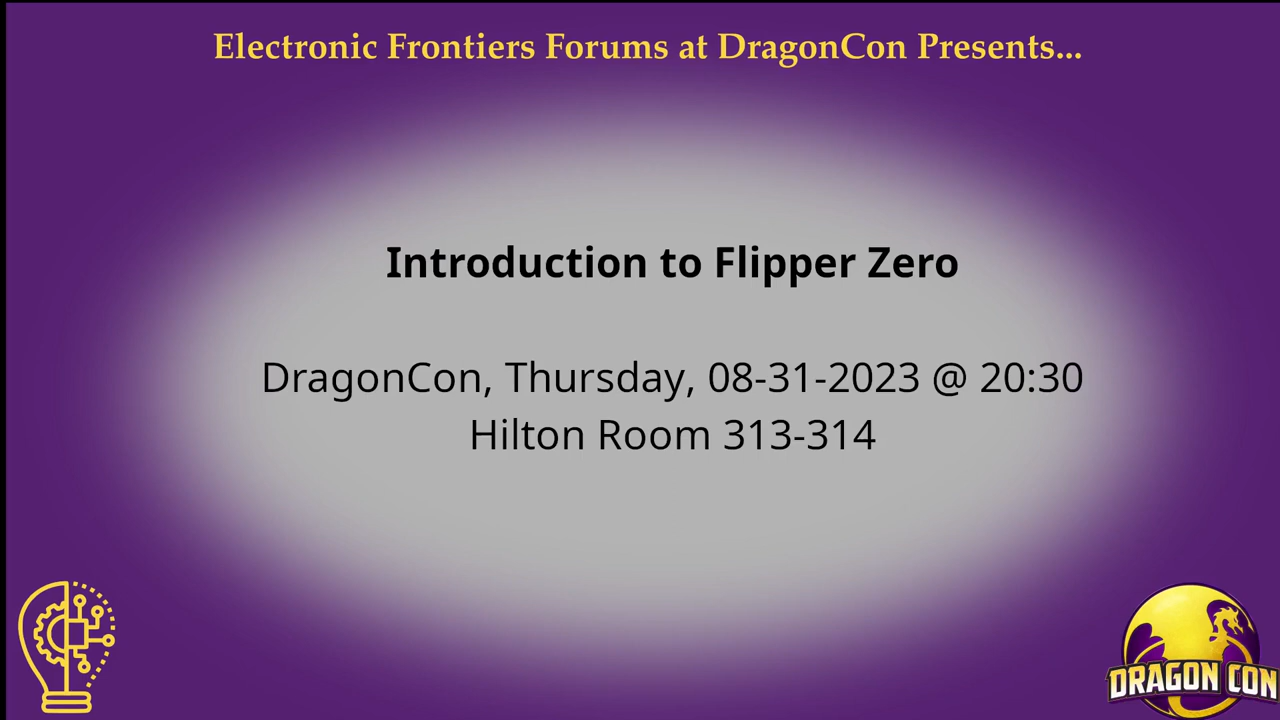 Electronic Frontiers Forums at DragonCon Presents...
Introduction to Flipper Zero
DragonCon, Thursday, 08-31-2023 @ 20:30
Hilton Room 313-314
DRAGON CON